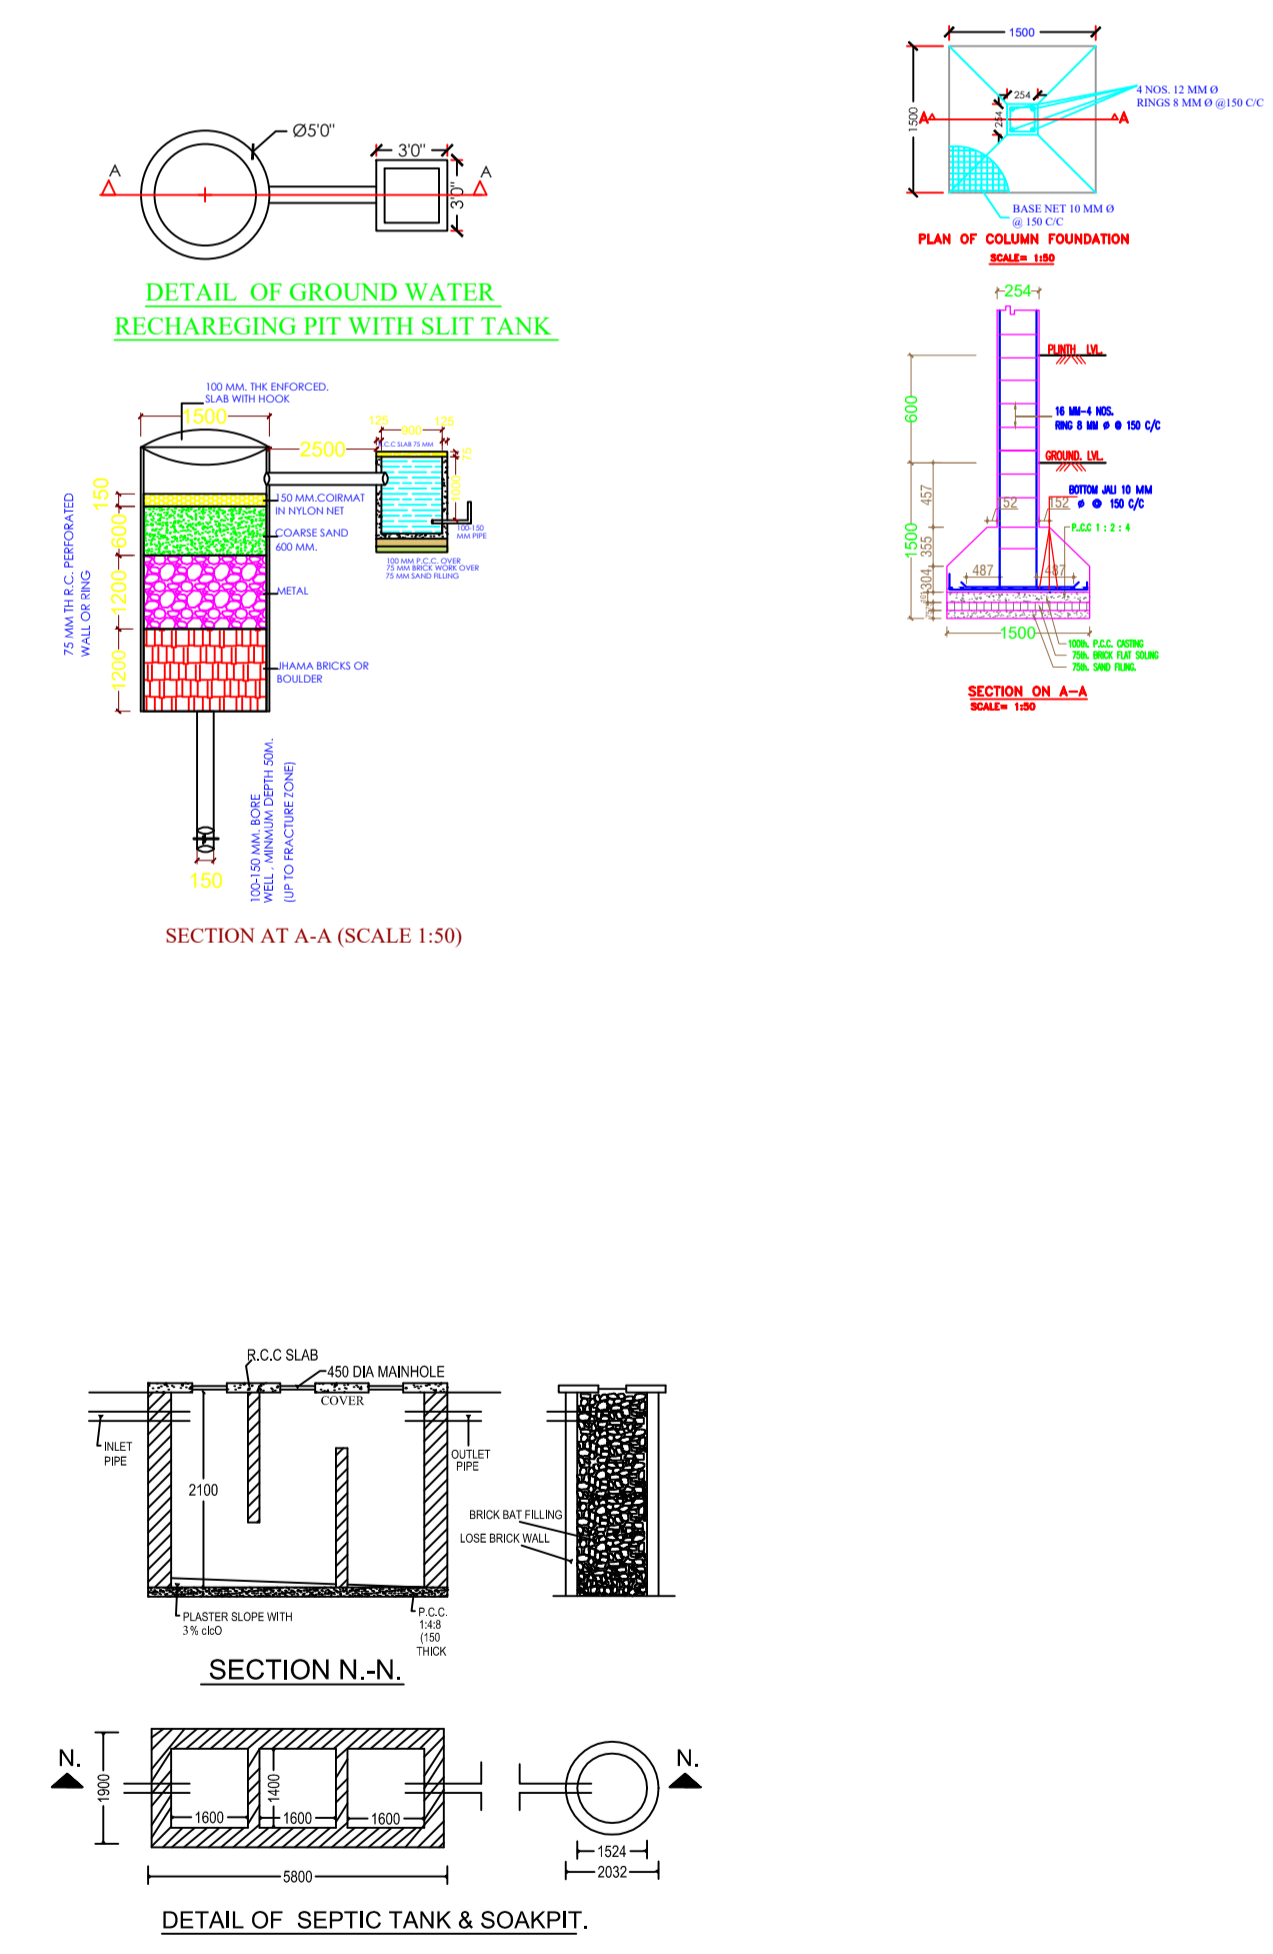 Ø5'0"
3'0"
3'0"
A
A
DETAIL OF GROUND WATER
RECHAREGING PIT WITH SLIT TANK
100 MM. THK ENFORCED.
SLAB WITH HOOK
1500
2500
125
125
900
R.C.C SLAB 75 MM
75
1000
150
600
1200
1200
75 MM TH R.C. PERFORATED
WALL OR RING
150 MM.COIRMAT
IN NYLON NET
COARSE SAND
600 MM.
METAL
JHAMA BRICKS OR
BOULDER
100-150
MM PIPE
100 MM P.C.C. OVER
75 MM BRICK WORK OVER
75 MM SAND FILLING
100-150 MM. BORE
WELL , MINMUM DEPTH 50M.
(UP TO FRACTURE ZONE)
150
SECTION AT A-A (SCALE 1:50)
1500
1500
254
254
A
A
4 NOS. 12 MM Ø
RINGS 8 MM Ø @150 C/C
BASE NET 10 MM Ø
@ 150 C/C
PLAN OF COLUMN FOUNDATION
SCALE= 1:50
254
PLINTH LVL.
600
16 MM-4 NOS.
RING 8 MM Ø @ 150 C/C
GROUND. LVL.
BOTTOM JALI 10 MM
Ø @ 150 C/C
P.C.C 1 : 2 : 4
457
152
152
1500
355
304
487
487
1500
100th. P.C.C. CASTING
75th. BRICK FLAT SOLING
75th. SAND FILING.
SECTION ON A-A
SCALE= 1:50
R.C.C SLAB
450 DIA MAINHOLE
COVER
INLET
PIPE
OUTLET
PIPE
2100
BRICK BAT FILLING
LOSE BRICK WALL
PLASTER SLOPE WITH
3% clcO
P.C.C.
1:4:8
(150
THICK
SECTION N.-N.
N.
N.
1900
1400
1600
1600
1600
5800
1524
2032
DETAIL OF SEPTIC TANK & SOAKPIT.